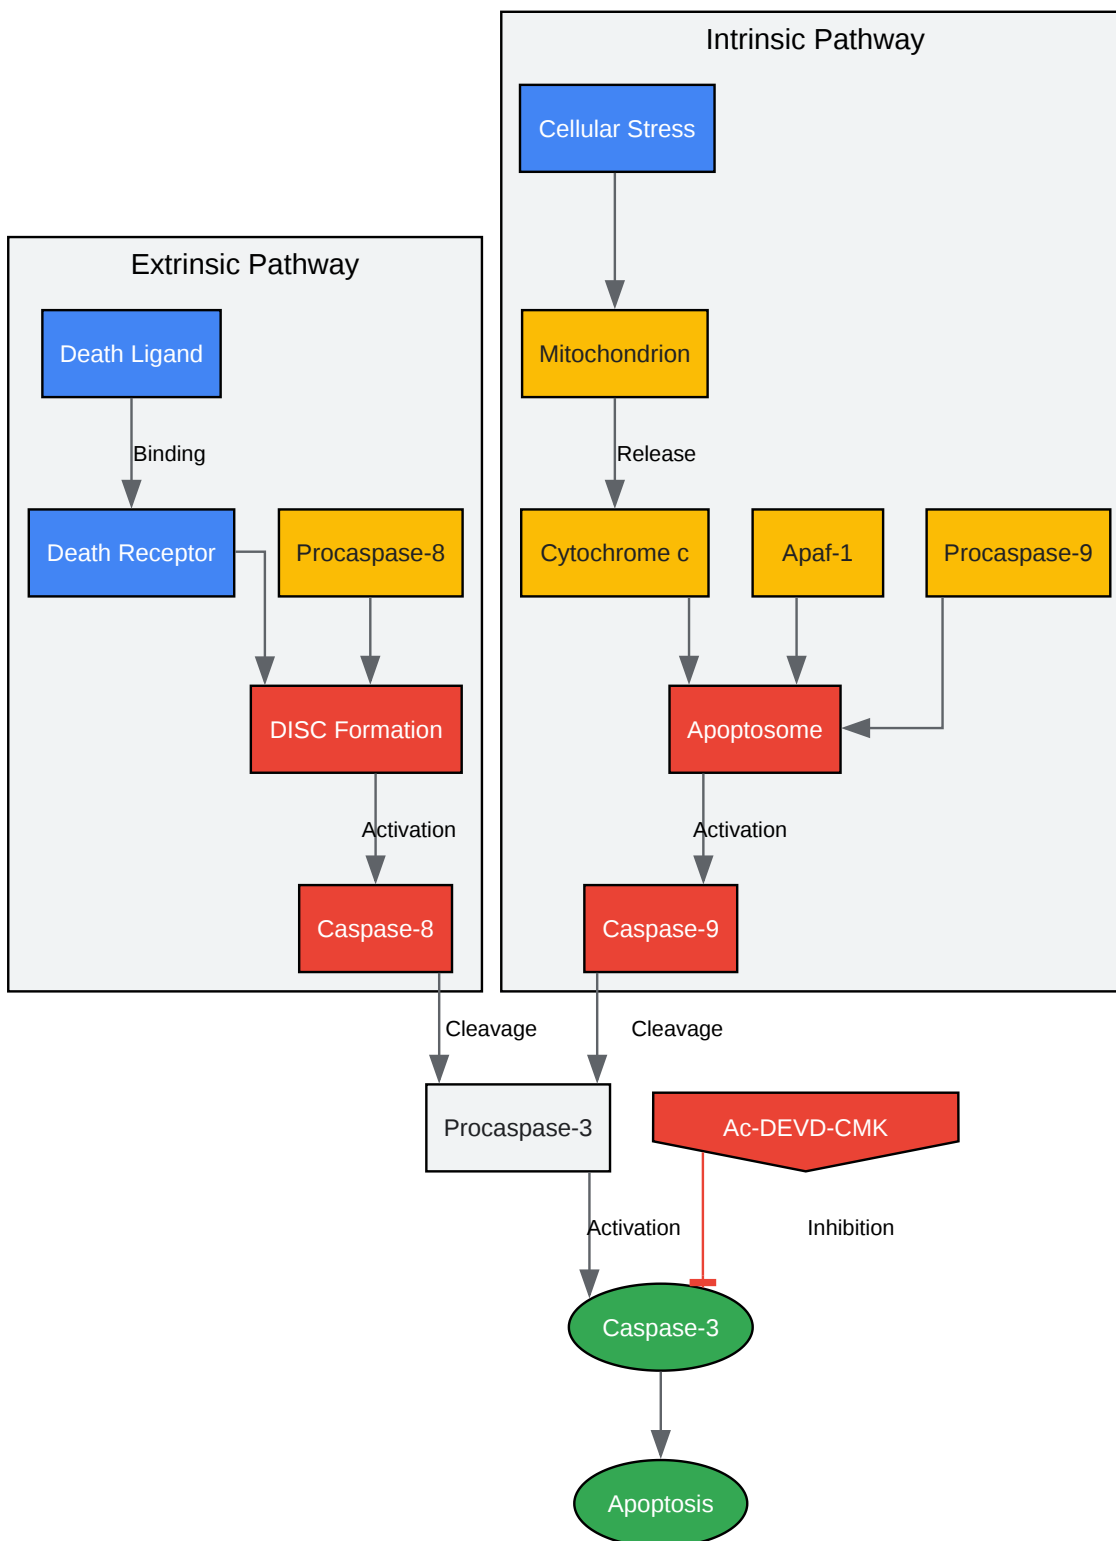 Intrinsic Pathway
Cellular Stress
Extrinsic Pathway
Death Ligand
Mitochondrion
Binding
Release
Death Receptor
Procaspase-8
Cytochrome c
Apaf-1
Procaspase-9
DISC Formation
Apoptosome
Activation
Activation
Caspase-8
Caspase-9
Cleavage
Cleavage
Procaspase-3
Ac-DEVD-CMK
Activation
Inhibition
Caspase-3
Apoptosis